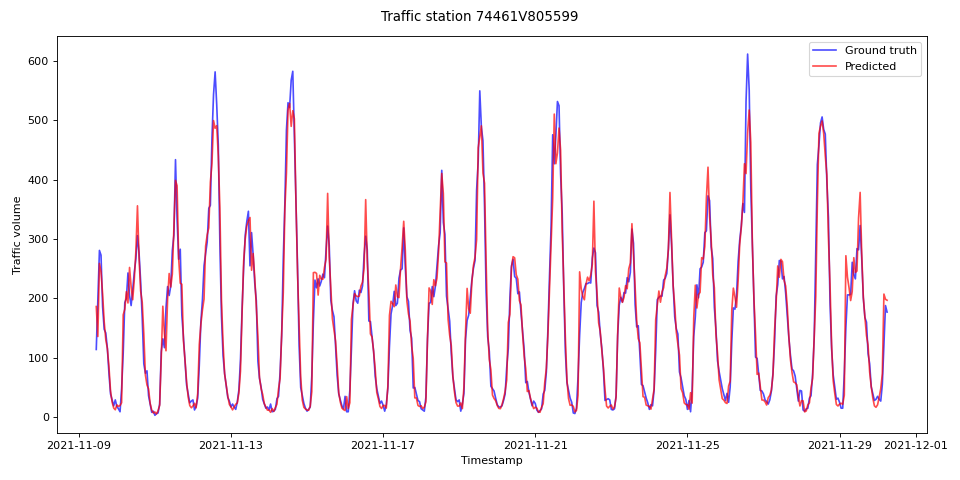 Traffic station 74461V805599
Ground truth
Predicted
Traffic volume
600
500
400
300
200
100
0
2021-11-09
2021-11-13
2021-11-17
2021-11-21
2021-11-25
2021-11-29
2021-12-01
Timestamp